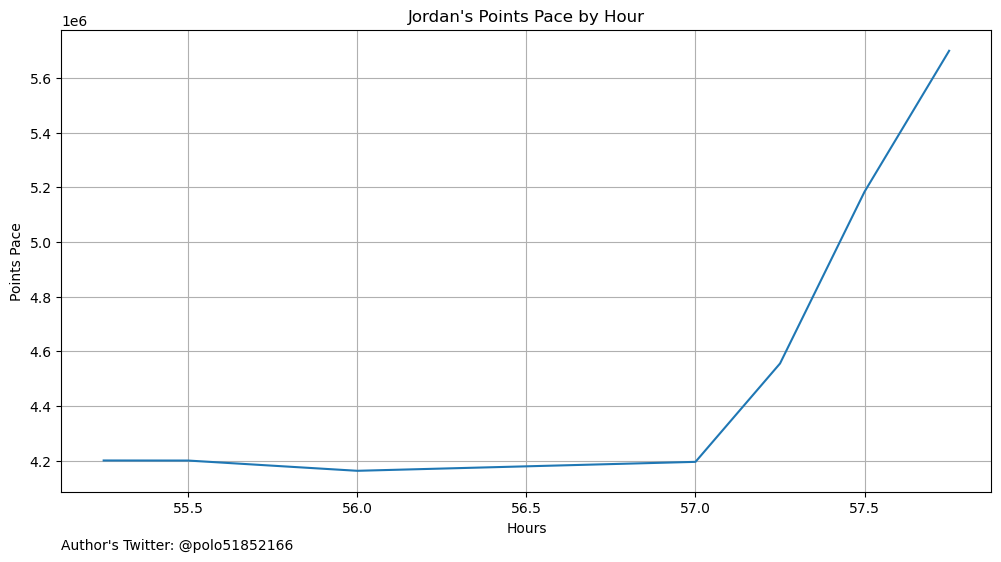 Jordan's Points Pace by Hour
1e6
5.6
5.4
5.2
5.0
4.8
4.6
4.4
4.2
Points Pace
55.5 56.0 56.5 57.0 57.5
Hours
Author's Twitter: @polo51852166